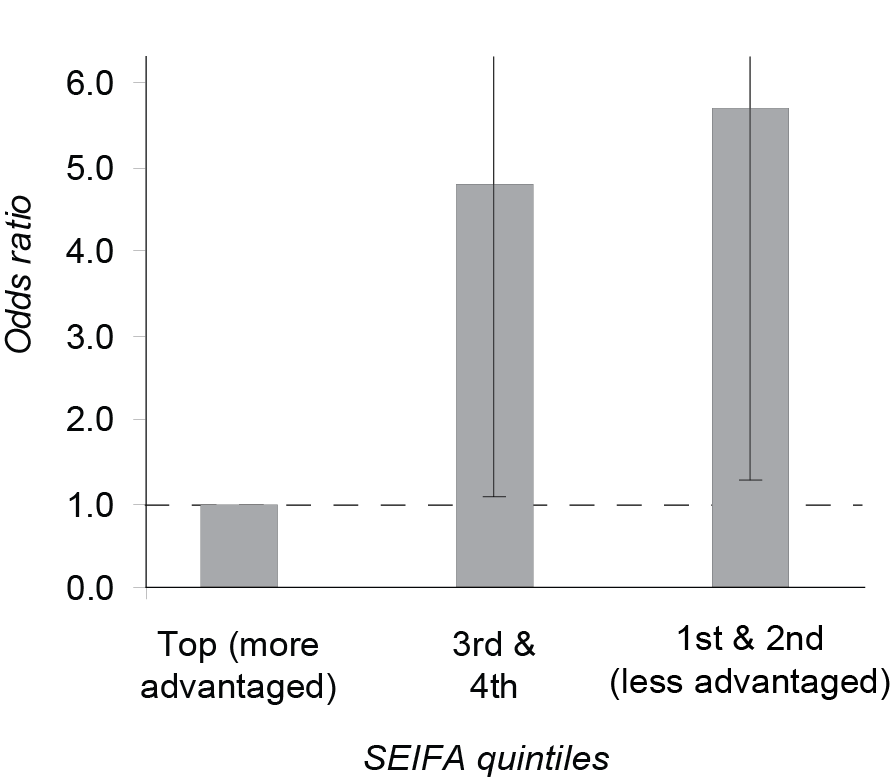 6.0
5.0
4.0
3.0
2.0
1.0
0.0
Odds ratio
Top (more
advantaged)
3rd &
4th
1st & 2nd
(less advantaged)
SEIFA quintiles